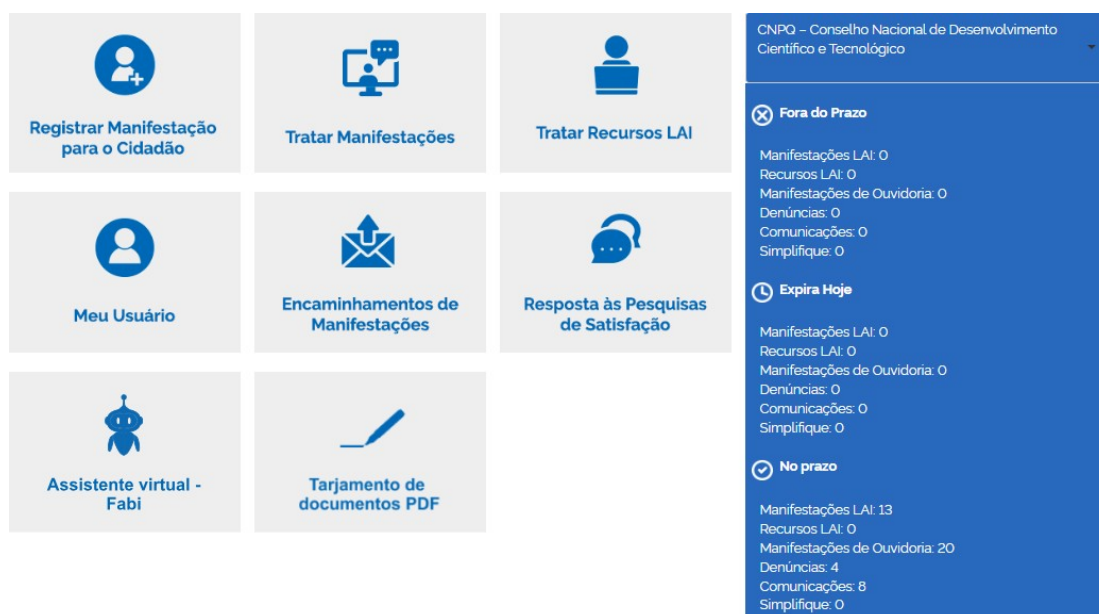 Registrar Manifestação
para o Cidadão
Tratar Manifestações
Tratar Recursos LAI
Meu Usuário
Encaminhamentos de
Manifestações
Resposta às Pesquisas
de Satisfação
Assistente virtual -
Fabi
Tarjamento de
documentos PDF
CNPQ – Conselho Nacional de Desenvolvimento
Científico e Tecnológico
Fora do Prazo
Manifestações LAI: 0
Recursos LAI: 0
Manifestações de Ouvidoria: 0
Denúncias: 0
Comunicações: 0
Simplifique: 0
Expira Hoje
Manifestações LAI: 0
Recursos LAI: 0
Manifestações de Ouvidoria: 0
Denúncias: 0
Comunicações: 0
Simplifique: 0
No prazo
Manifestações LAI: 13
Recursos LAI: 0
Manifestações de Ouvidoria: 20
Denúncias: 4
Comunicações: 8
Simplifique: 0